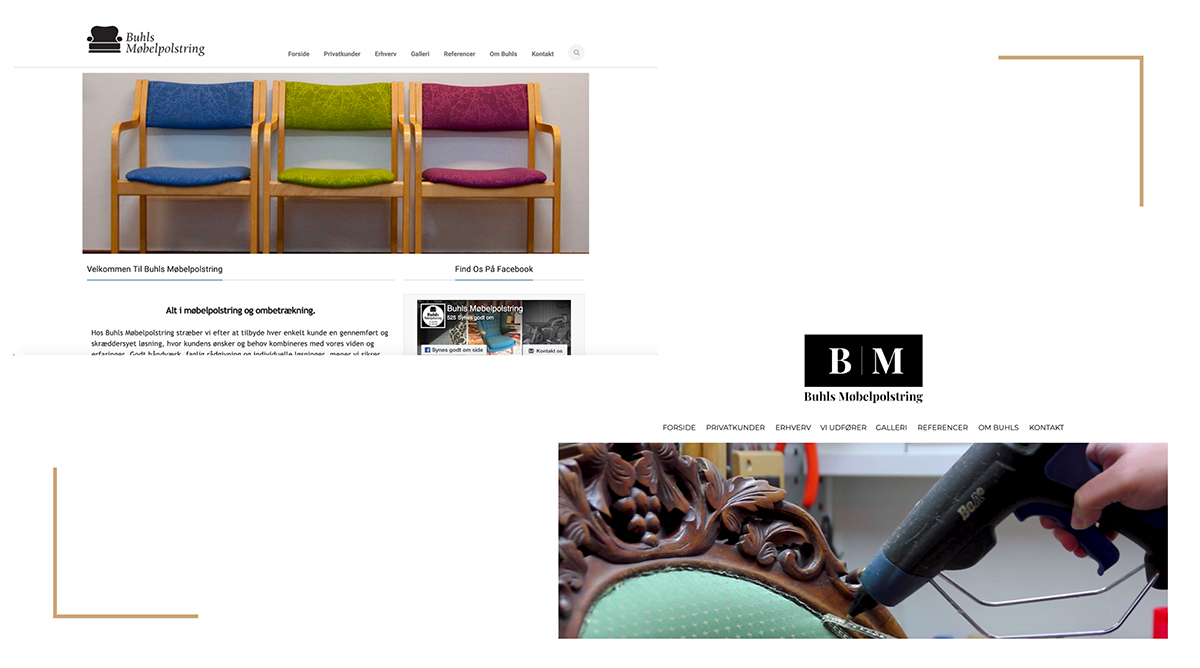 Buhls
Møbelpolstring
Forside Privatkunder Erhverv Galleri Referencer Om Buhls Kontakt
Velkommen Til Buhls Møbelpolstring
Find Os På Facebook
Alt i møbelpolstring og ombetrækning.
Hos Buhls Møbelpolstring stræber vi efter at tilbyde hver enkelt kunde en gennemført og
skræddersyet løsning, hvor kundens ønsker og behov kombineres med vores viden og
erfaringer. Godt håndværk, faglig rådgivning og individuelle løsninger, mener vi sikrer
Buhls
Buhls Møbelpolstring
525 Synes godt om
Synes godt om side
Kontakt os
B M
Buhls Møbelpolstring
FORSIDE PRIVATKUNDER ERHVERV VI UDFØRER GALLERI REFERENCER OM BUHLS KONTAKT